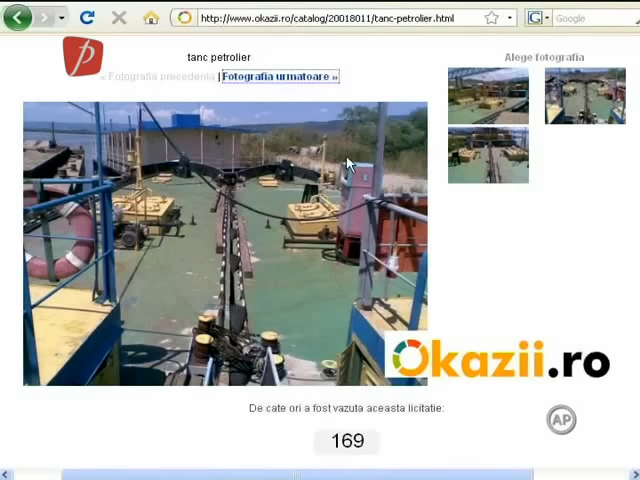 http://www.okazii.ro/catalog/20018011/tanc-petrolier.html
Google
p
tanc petrolier
Alege fotografia
« Fotografia precedenta | Fotografia urmatoare »
Okazii.ro
De cate ori a fost vazuta aceasta licitatie:
AP
169